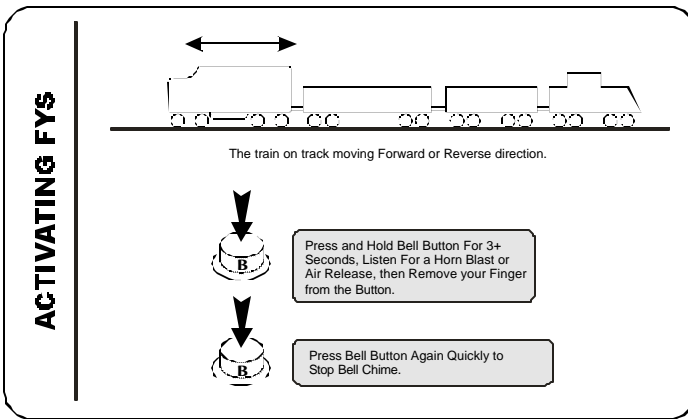 ACTIVATING FYS
The train on track moving Forward or Reverse direction.
B
Press and Hold Bell Button For 3+
Seconds, Listen For a Horn Blast or
Air Release, then Remove your Finger
from the Button.
B
Press Bell Button Again Quickly to
Stop Bell Chime.